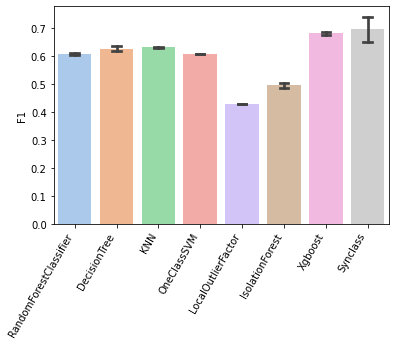 0.7
0.6
0.5
0.4
0.3
0.2
0.1
0.0
F1
RandomForestClassifier
DecisionTree
KNN
OneClassSVM
LocalOutlierFactor
IsolationForest
Xgboost
Synclass